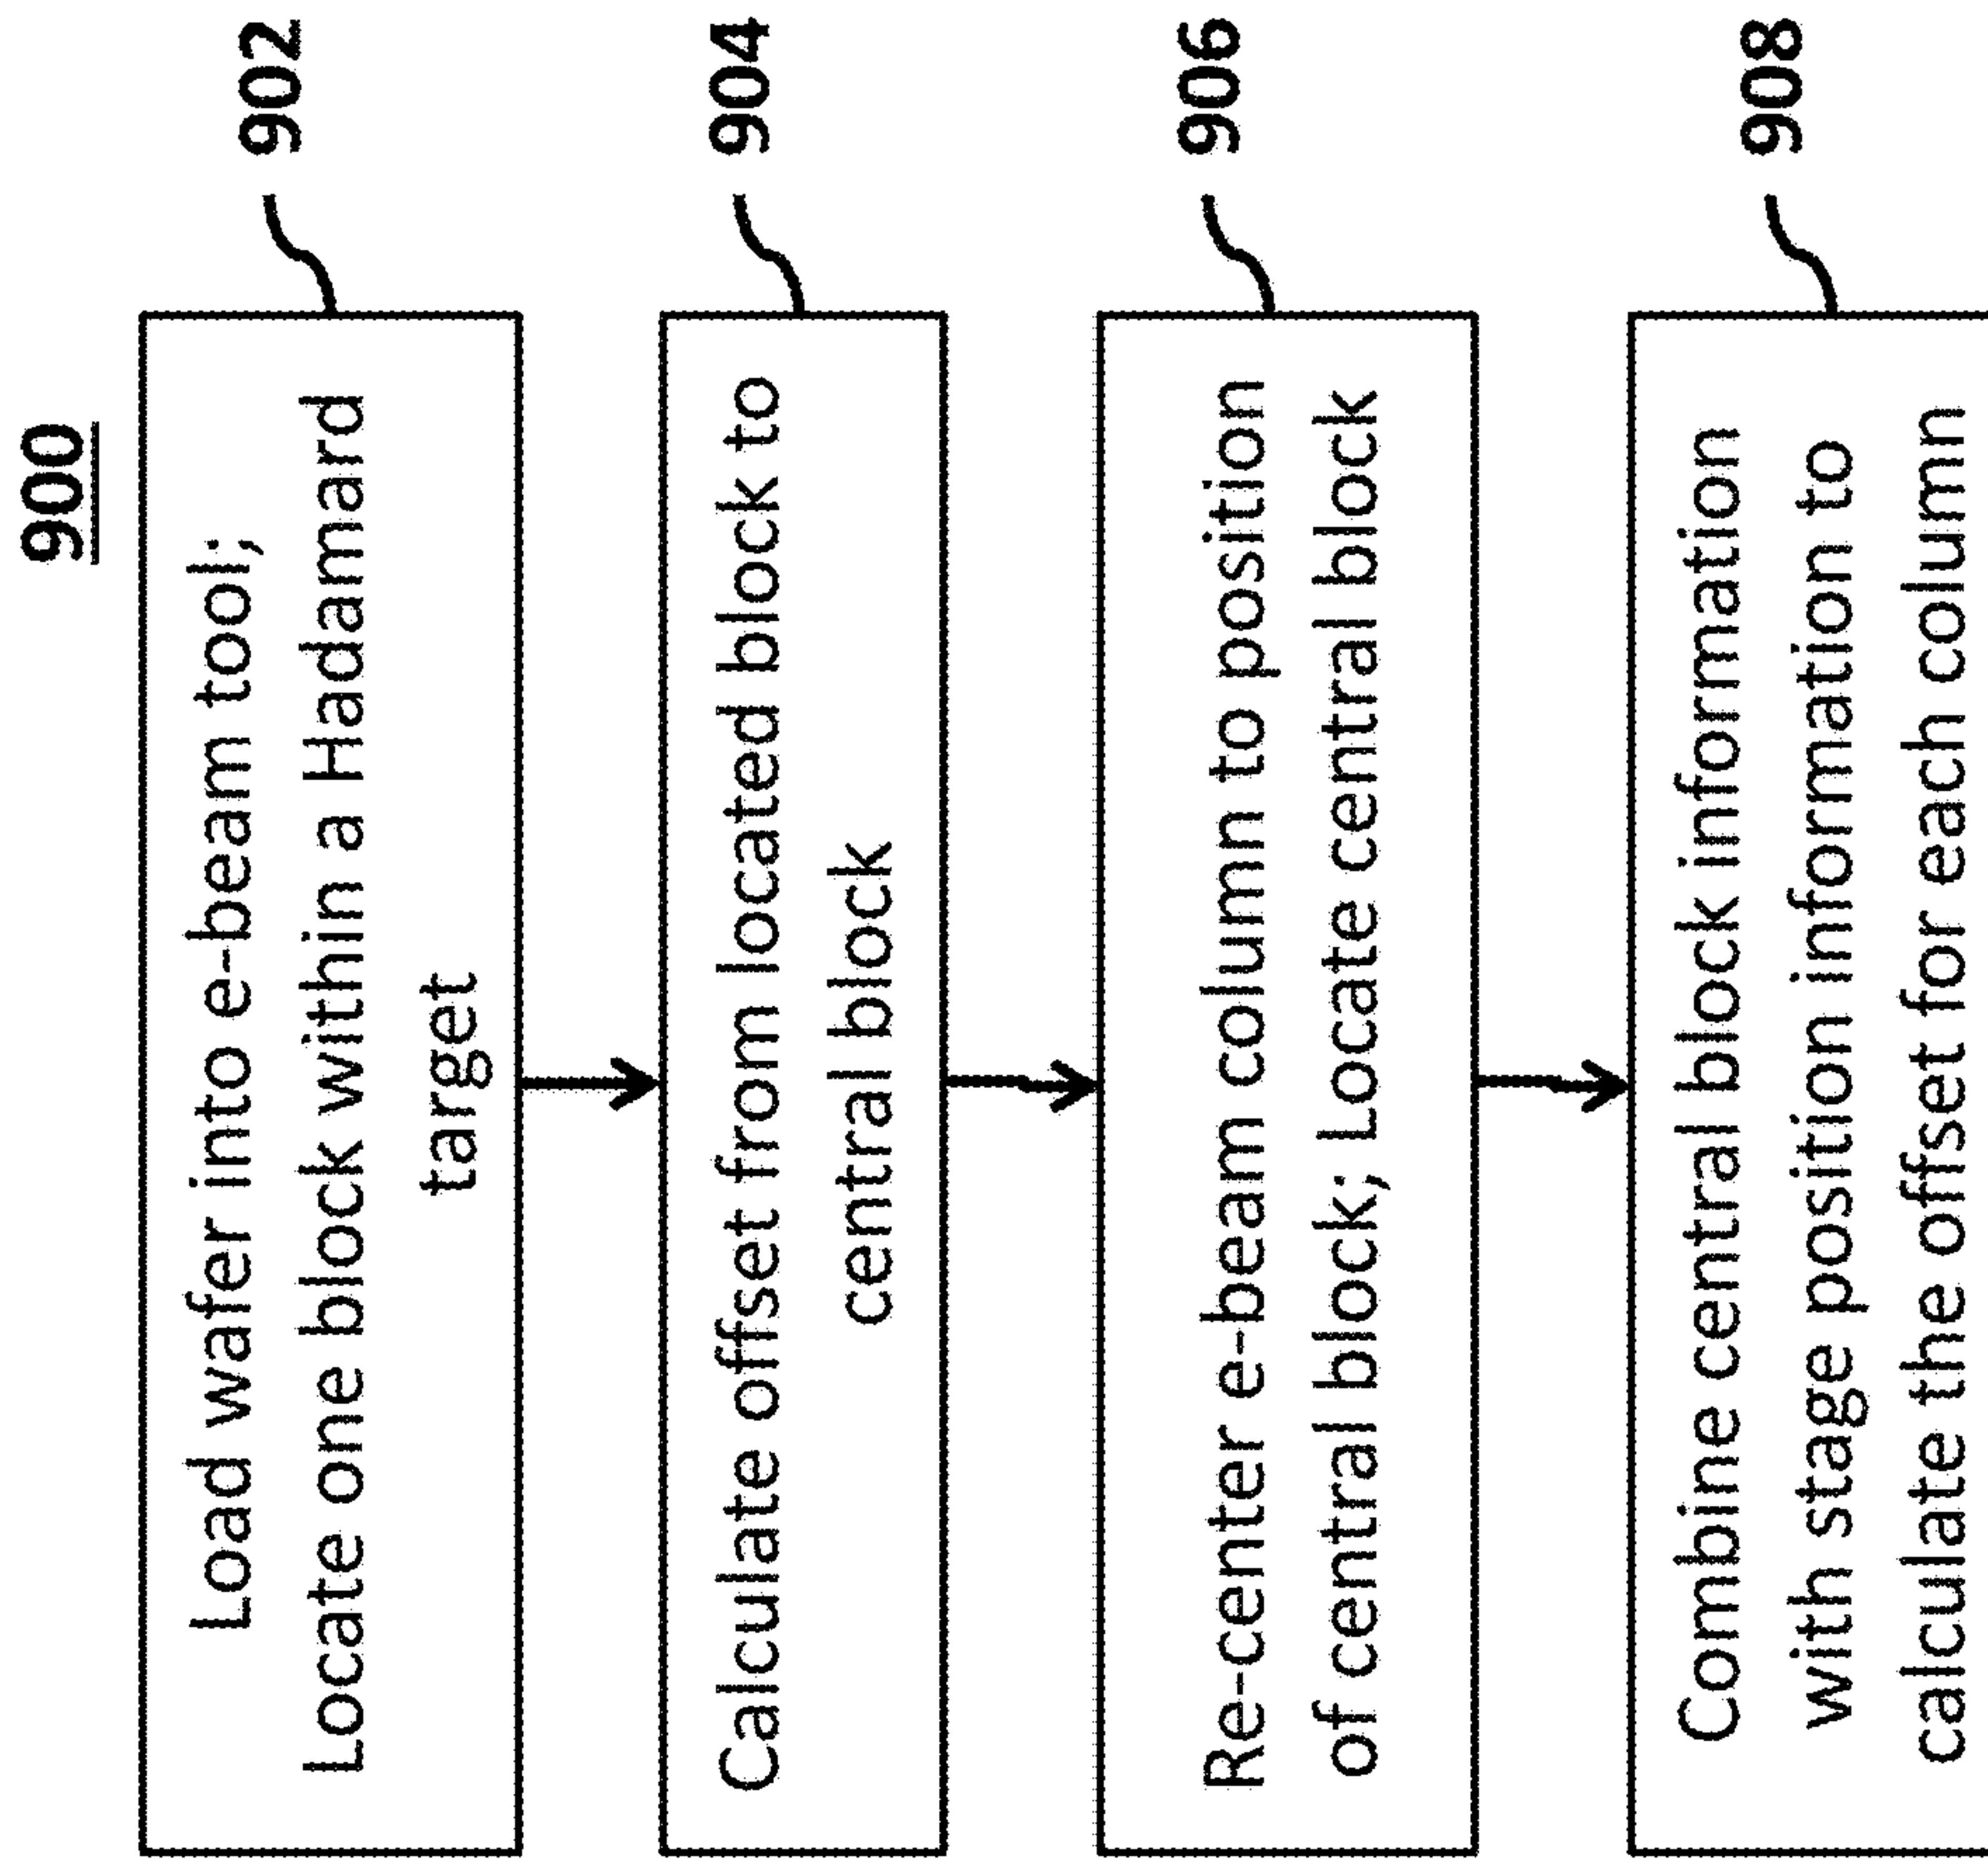 900
Load wafer into e-beam tool;
Locate one block within a Hadamard
target
902
Calculate offset from located block to
central block
904
Re-center e-beam column to position
of central block; Locate central block
906
Combine central block information
with stage position information to
calculate the offset for each column
908